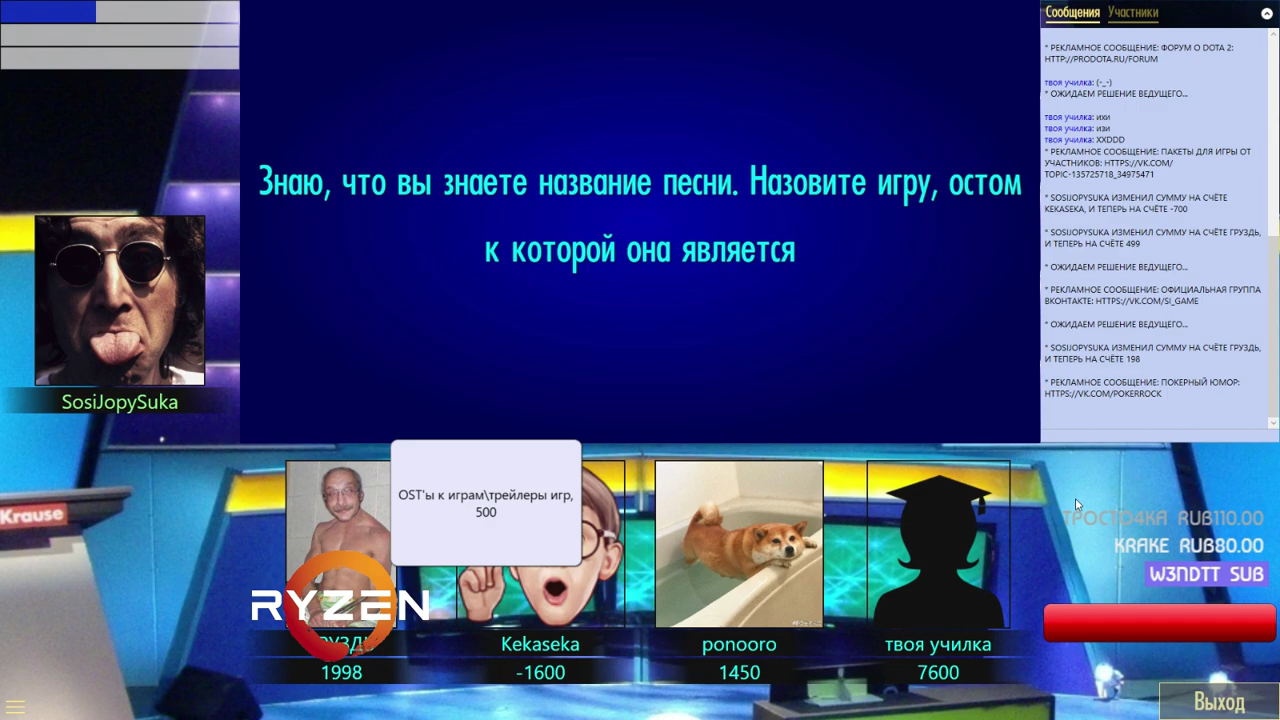 Сообщения Участники
* РЕКЛАМНОЕ СООБЩЕНИЕ: ФОРУМ О DOTA 2:
HTTP://PRODOTA.RU/FORUM
твоя училка: (-_-)
* ОЖИДАЕМ РЕШЕНИЕ ВЕДУЩЕГО...
твоя училка: ихи
твоя училка: изи
твоя училка: XXDDD
* РЕКЛАМНОЕ СООБЩЕНИЕ: ПАКЕТЫ ДЛЯ ИГРЫ ОТ
УЧАСТНИКОВ: HTTPS://VK.COM/
TOPIC-135725718_34975471
* SOSIJOPYSUKA ИЗМЕНИЛ СУММУ НА СЧЁТЕ
KEKASEKA, И ТЕПЕРЬ НА СЧЁТЕ -700
* SOSIJOPYSUKA ИЗМЕНИЛ СУММУ НА СЧЁТЕ ГРУЗДЬ,
И ТЕПЕРЬ НА СЧЁТЕ 499
* ОЖИДАЕМ РЕШЕНИЕ ВЕДУЩЕГО...
* РЕКЛАМНОЕ СООБЩЕНИЕ: ОФИЦИАЛЬНАЯ ГРУППА
ВКОНТАКТЕ: HTTPS://VK.COM/SI_GAME
* ОЖИДАЕМ РЕШЕНИЕ ВЕДУЩЕГО...
* SOSIJOPYSUKA ИЗМЕНИЛ СУММУ НА СЧЁТЕ ГРУЗДЬ,
И ТЕПЕРЬ НА СЧЁТЕ 198
* РЕКЛАМНОЕ СООБЩЕНИЕ: ПОКЕРНЫЙ ЮМОР:
HTTPS://VK.COM/POKERROCK
Знаю, что вы знаете название песни. Назовите игру, остом
к которой она является
SosiJopySuka
OST'ы к играм\трейлеры игр,
500
Krause
RYZEN
ТРОСТО4КА RUB110.00
KRAKE RUB80.00
W3NDTT SUB
Kekaseka
ponooro
твоя училка
1998
-1600
1450
7600
Выход